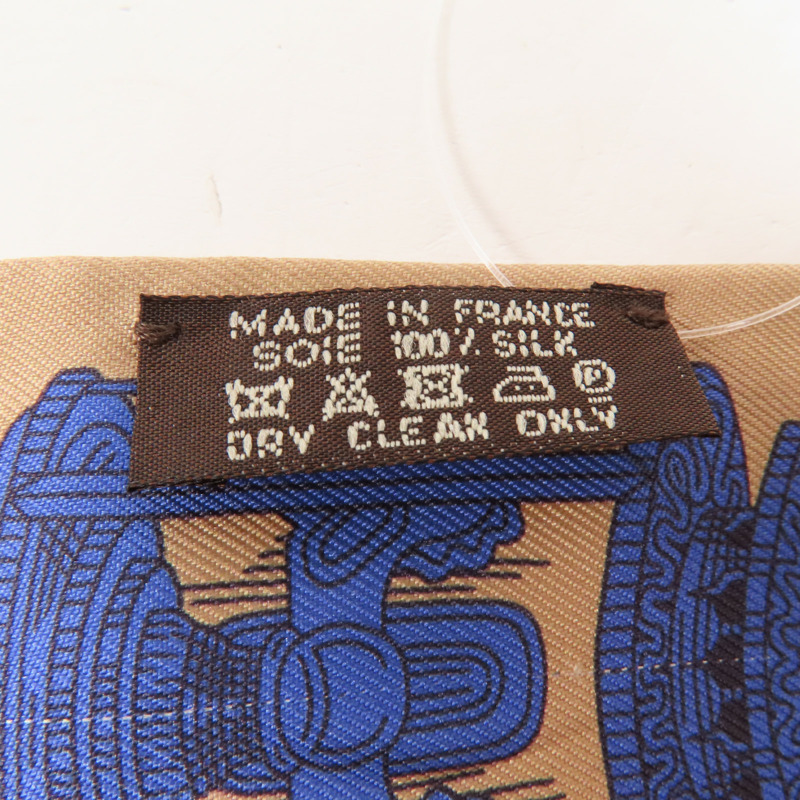 MADE IN FRANCE
SOIE 100% SILK
P
DRY CLEAN ONLY